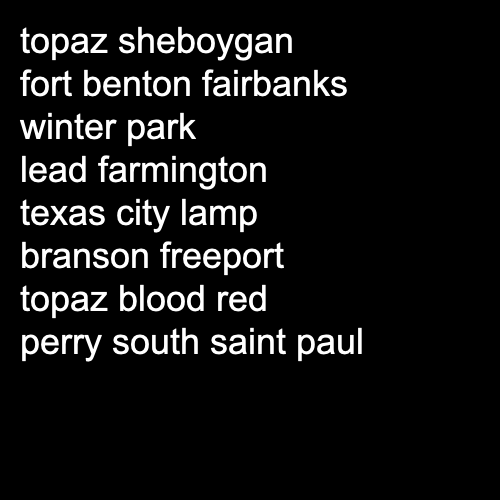 topaz sheboygan
fort benton fairbanks
winter park
lead farmington
texas city lamp
branson freeport
topaz blood red
perry south saint paul